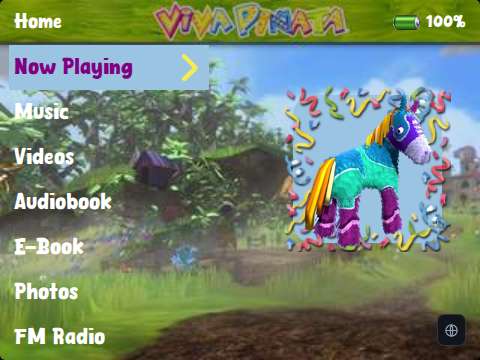 Home
VIVA PIÑATA
100%
Now Playing
Music
Videos
Audiobook
E-Book
Photos
FM Radio